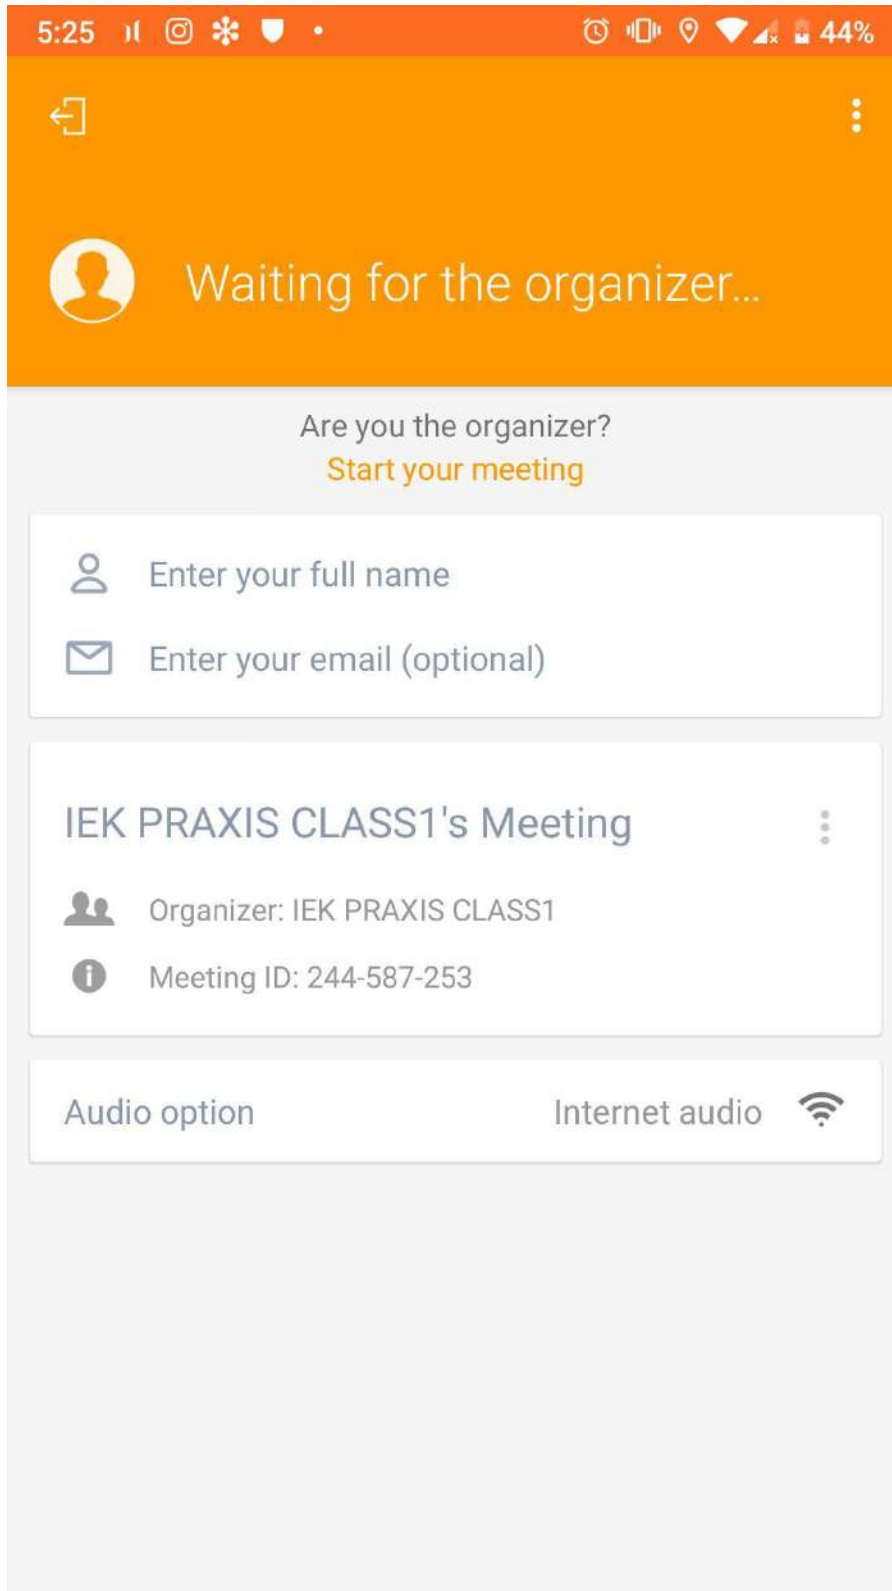 5:25
44%
Waiting for the organizer...
Are you the organizer?
Start your meeting
Enter your full name
Enter your email (optional)
IEK PRAXIS CLASS1's Meeting
Organizer: IEK PRAXIS CLASS1
Meeting ID: 244-587-253
Audio option Internet audio